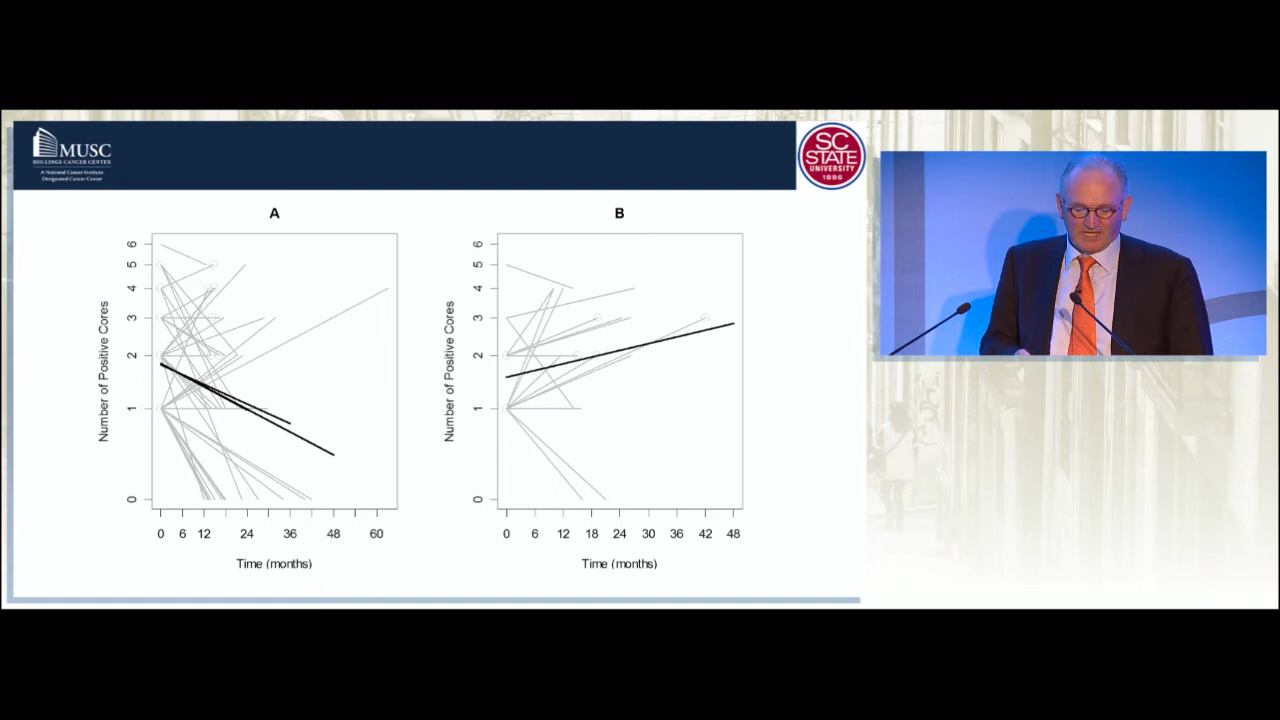 MUSC
HOLLINGS CANCER CENTER
A National Cancer Institute
Designated Cancer Center
SC
STATE
UNIVERSITY
1896
A
Number of Positive Cores
6
5
4
3
2
1
0
0 6 12 24 36 48 60
Time (months)
B
Number of Positive Cores
6
5
4
3
2
1
0
0 6 12 18 24 30 36 42 48
Time (months)